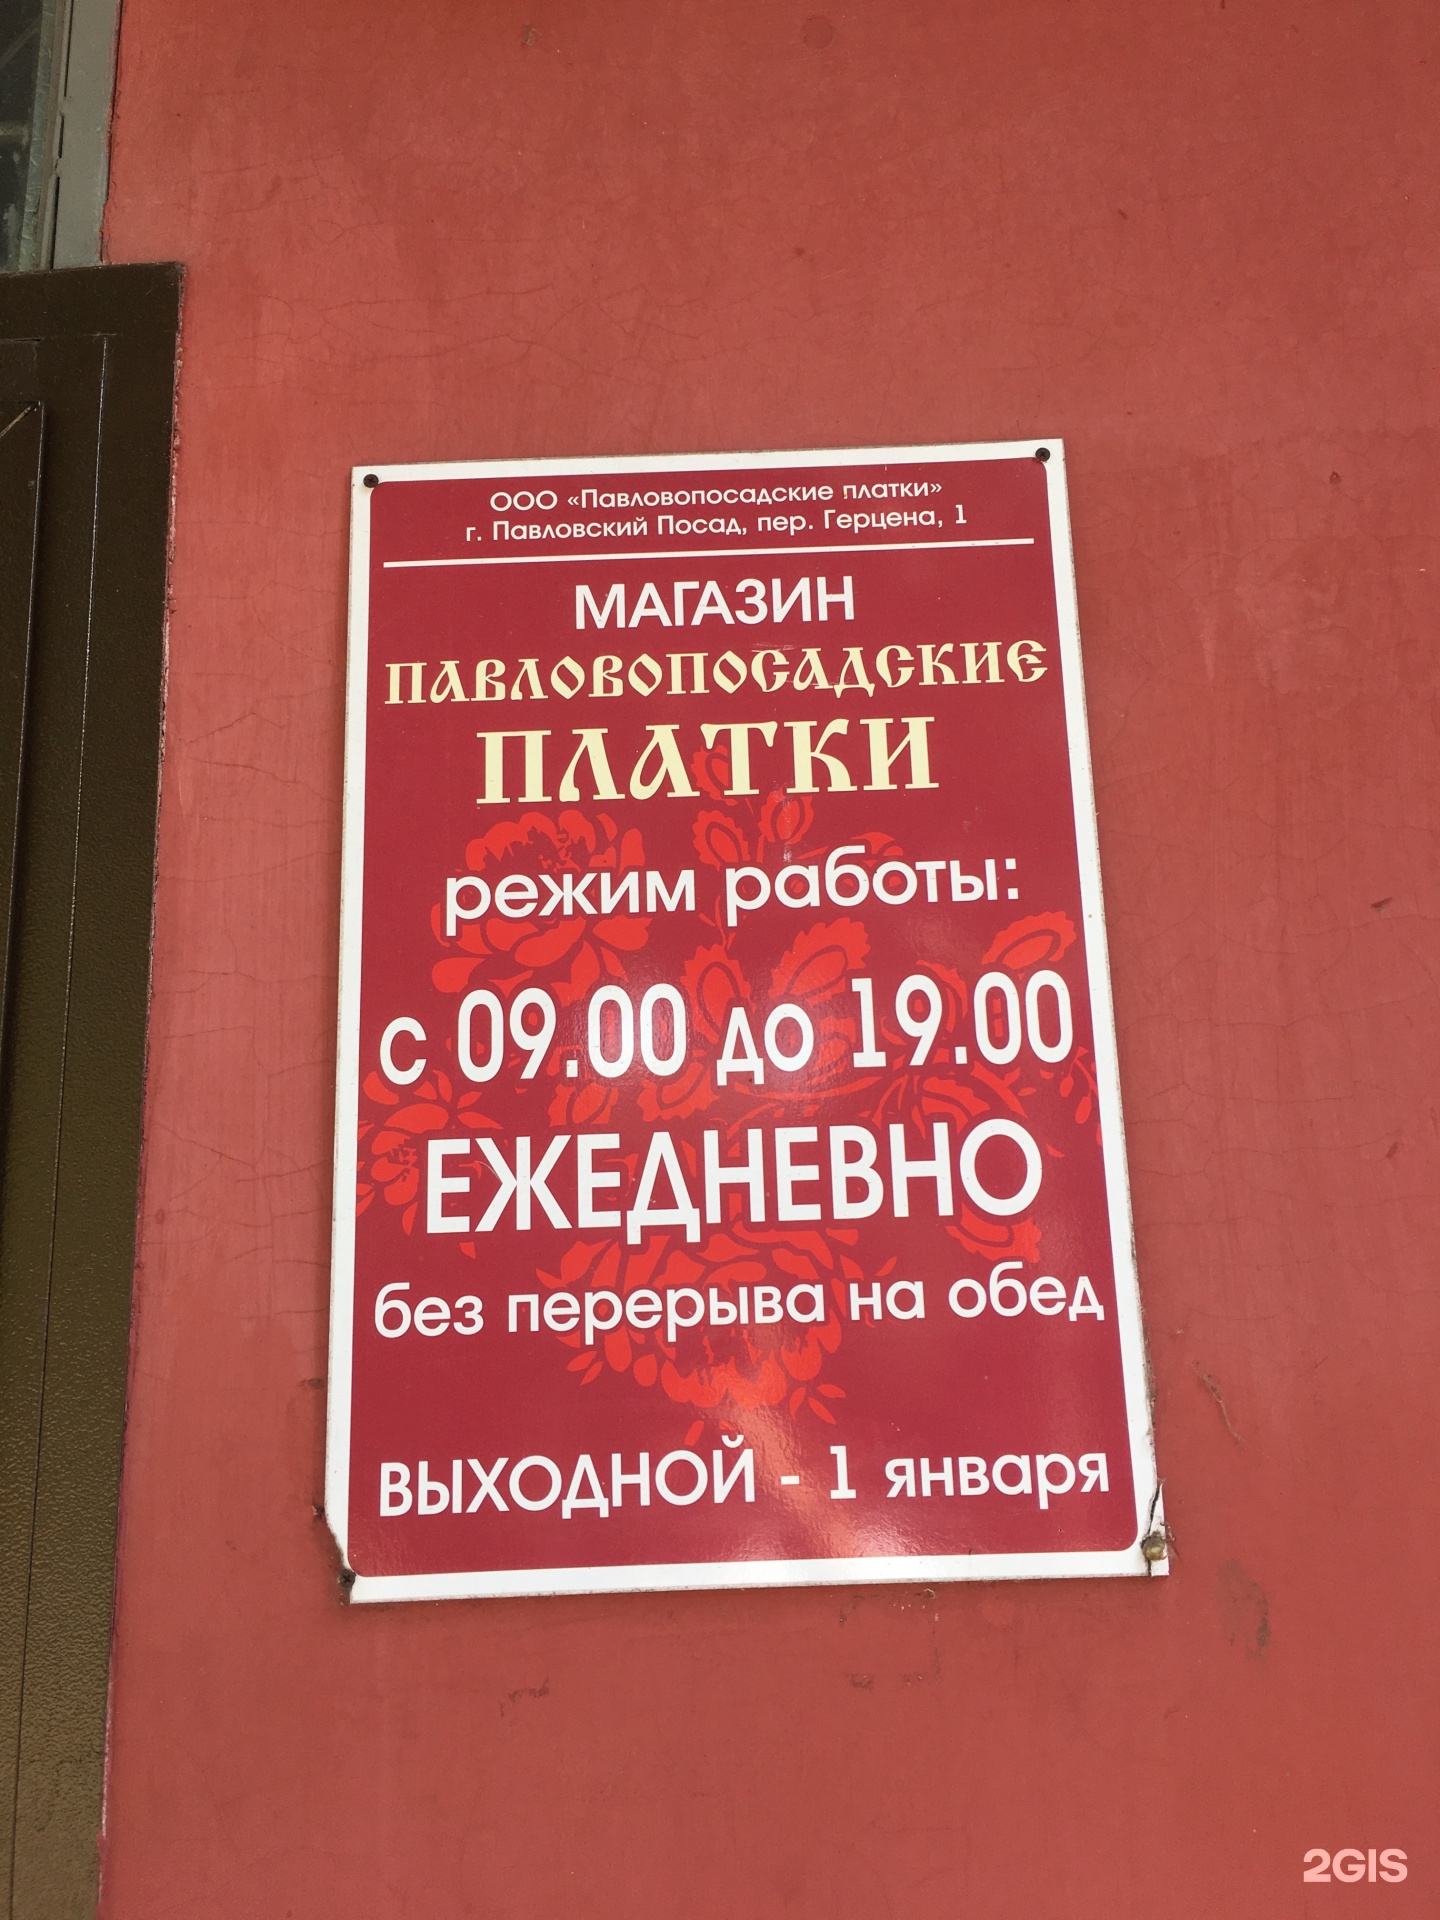 ООО «Павловопосадские платки»
г. Павловский Посад, пер. Герцена, 1
МАГАЗИН
ПАВЛОВОПОСАДСКИЕ
ПЛАТКИ
режим работы:
с 09.00 до 19.00
ЕЖЕДНЕВНО
без перерыва на обед
ВЫХОДНОЙ - 1 января
2GIS